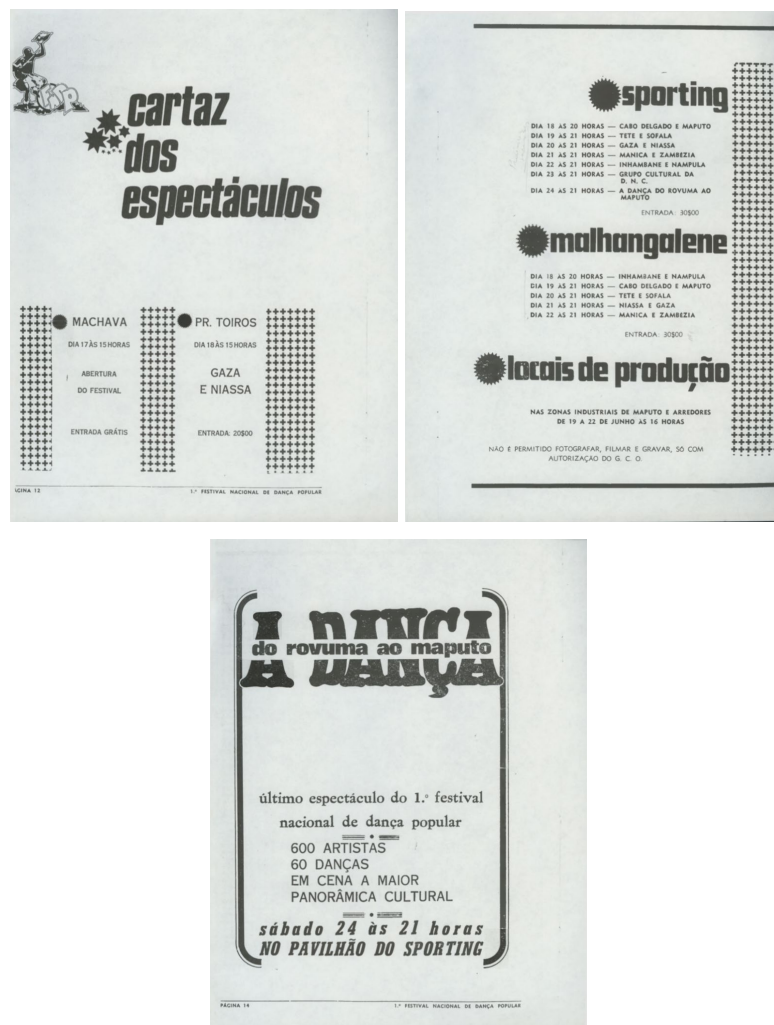 cartaz
dos
espectáculos
MACHAVA
DIA 17 ÀS 15 HORAS
ABERTURA
DO FESTIVAL
ENTRADA GRÁTIS
PR. TOIROS
DIA 18 ÀS 15 HORAS
GAZA
E NIASSA
ENTRADA: 20$00
1.º FESTIVAL NACIONAL DE DANÇA POPULAR
sporting
DIA 18 AS 20 HORAS — CABO DELGADO E MAPUTO
DIA 19 AS 21 HORAS — TETE E SOFALA
DIA 20 AS 21 HORAS — GAZA E NIASSA
DIA 21 AS 21 HORAS — MANICA E ZAMBEZIA
DIA 22 AS 21 HORAS — INHAMBANE E NAMPULA
DIA 23 AS 21 HORAS — GRUPO CULTURAL DA
D. N. C.
DIA 24 AS 21 HORAS — A DANÇA DO ROVUMA AO
MAPUTO
ENTRADA: 30$00
malhangalene
DIA 18 AS 20 HORAS — INHAMBANE E NAMPULA
DIA 19 AS 21 HORAS — CABO DELGADO E MAPUTO
DIA 20 AS 21 HORAS — TETE E SOFALA
DIA 21 AS 21 HORAS — NIASSA E GAZA
DIA 22 AS 21 HORAS — MANICA E ZAMBEZIA
ENTRADA: 30$00
locais de produção
NAS ZONAS INDUSTRIAIS DE MAPUTO E ARREDORES
DE 19 A 22 DE JUNHO AS 16 HORAS
NÃO E PERMITIDO FOTOGRAFAR, FILMAR E GRAVAR, SÓ COM
AUTORIZAÇÃO DO G. C. O.
A DANÇA
do rovuma ao maputo
último espectáculo do 1.º festival
nacional de dança popular
600 ARTISTAS
60 DANÇAS
EM CENA A MAIOR
PANORÂMICA CULTURAL
sábado 24 às 21 horas
NO PAVILHÃO DO SPORTING
PÁGINA 14 1.º FESTIVAL NACIONAL DE DANÇA POPULAR